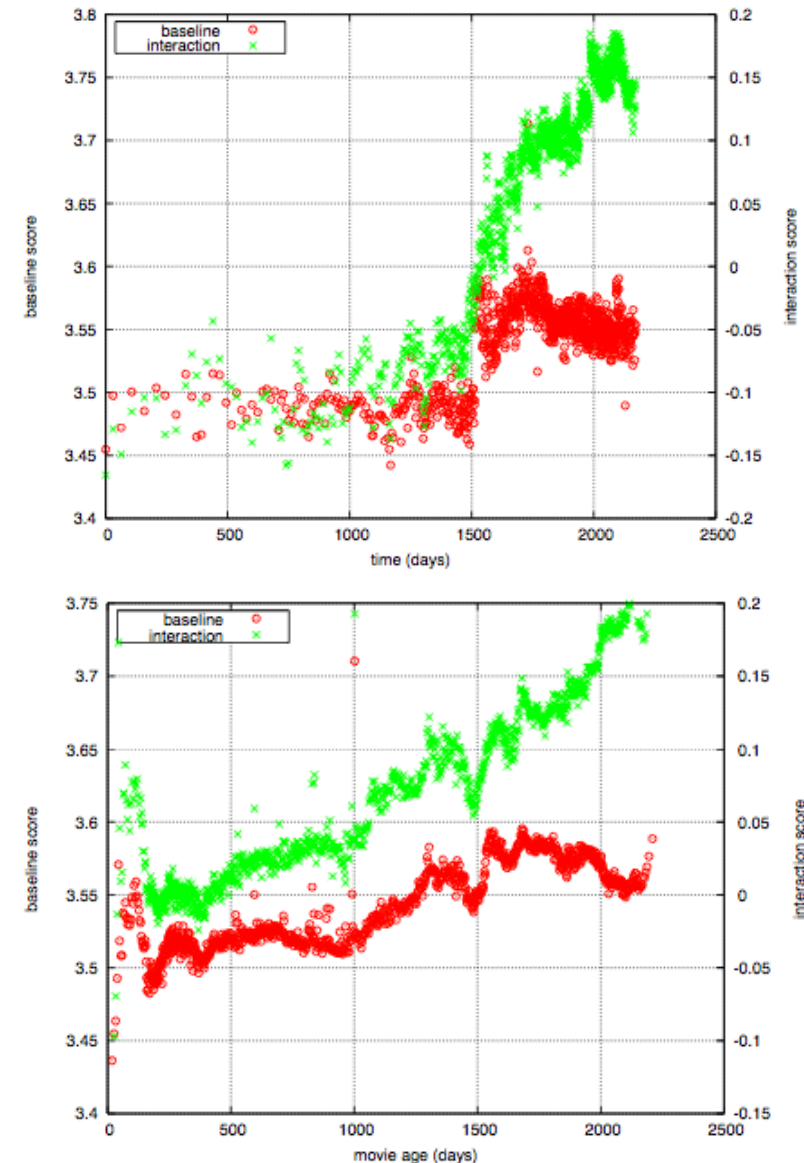 3.8
0.2
baseline
interaction
3.75
0.15
3.7
0.1
3.65
0.05
baseline score
3.6
0
interaction score
3.55
-0.05
3.5
-0.1
3.45
-0.15
3.4
-0.2
0 500 1000 1500 2000 2500
time (days)
3.75
0.2
baseline
interaction
3.7
0.15
3.65
0.1
baseline score
3.6
0.05
interaction score
3.55
0
3.5
-0.05
3.45
-0.1
3.4
-0.15
0 500 1000 1500 2000 2500
movie age (days)